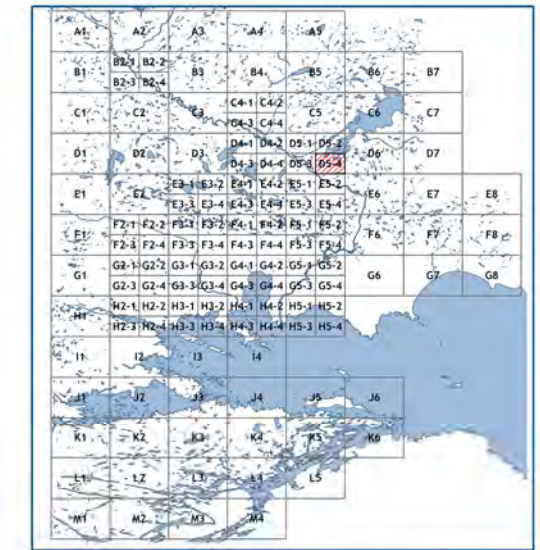 A1 A2 A3 A4 A5
B1 B2-1 B2-2 B3 B4 B5 B6 B7
B2-3 B2-4
C1 C2 C3 C4-1 C4-2 C5 C6 C7
C4-3 C4-4
D1 D2 D3 D4-1 D4-2 D5-1 D5-2 D6 D7
D4-3 D4-4 D5-3 D5-4
E1 E2 E3-1 E3-2 E4-1 E4-2 E5-1 E5-2 E6 E7 E8
E3-3 E3-4 E4-3 E4-4 E5-3 E5-4
F1 F2-1 F2-2 F3-1 F3-2 F4-1 F4-2 F5-1 F5-2 F6 F7 F8
F2-3 F2-4 F3-3 F3-4 F4-3 F4-4 F5-3 F5-4
G1 G2-1 G2-2 G3-1 G3-2 G4-1 G4-2 G5-1 G5-2 G6 G7 G8
G2-3 G2-4 G3-3 G3-4 G4-3 G4-4 G5-3 G5-4
H1 H2-1 H2-2 H3-1 H3-2 H4-1 H4-2 H5-1 H5-2
H2-3 H2-4 H3-3 H3-4 H4-3 H4-4 H5-3 H5-4
I1 I2 I3 I4
J1 J2 J3 J4 J5 J6
K1 K2 K3 K4 K5 K6
L1 L2 L3 L4 L5
M1 M2 M3 M4